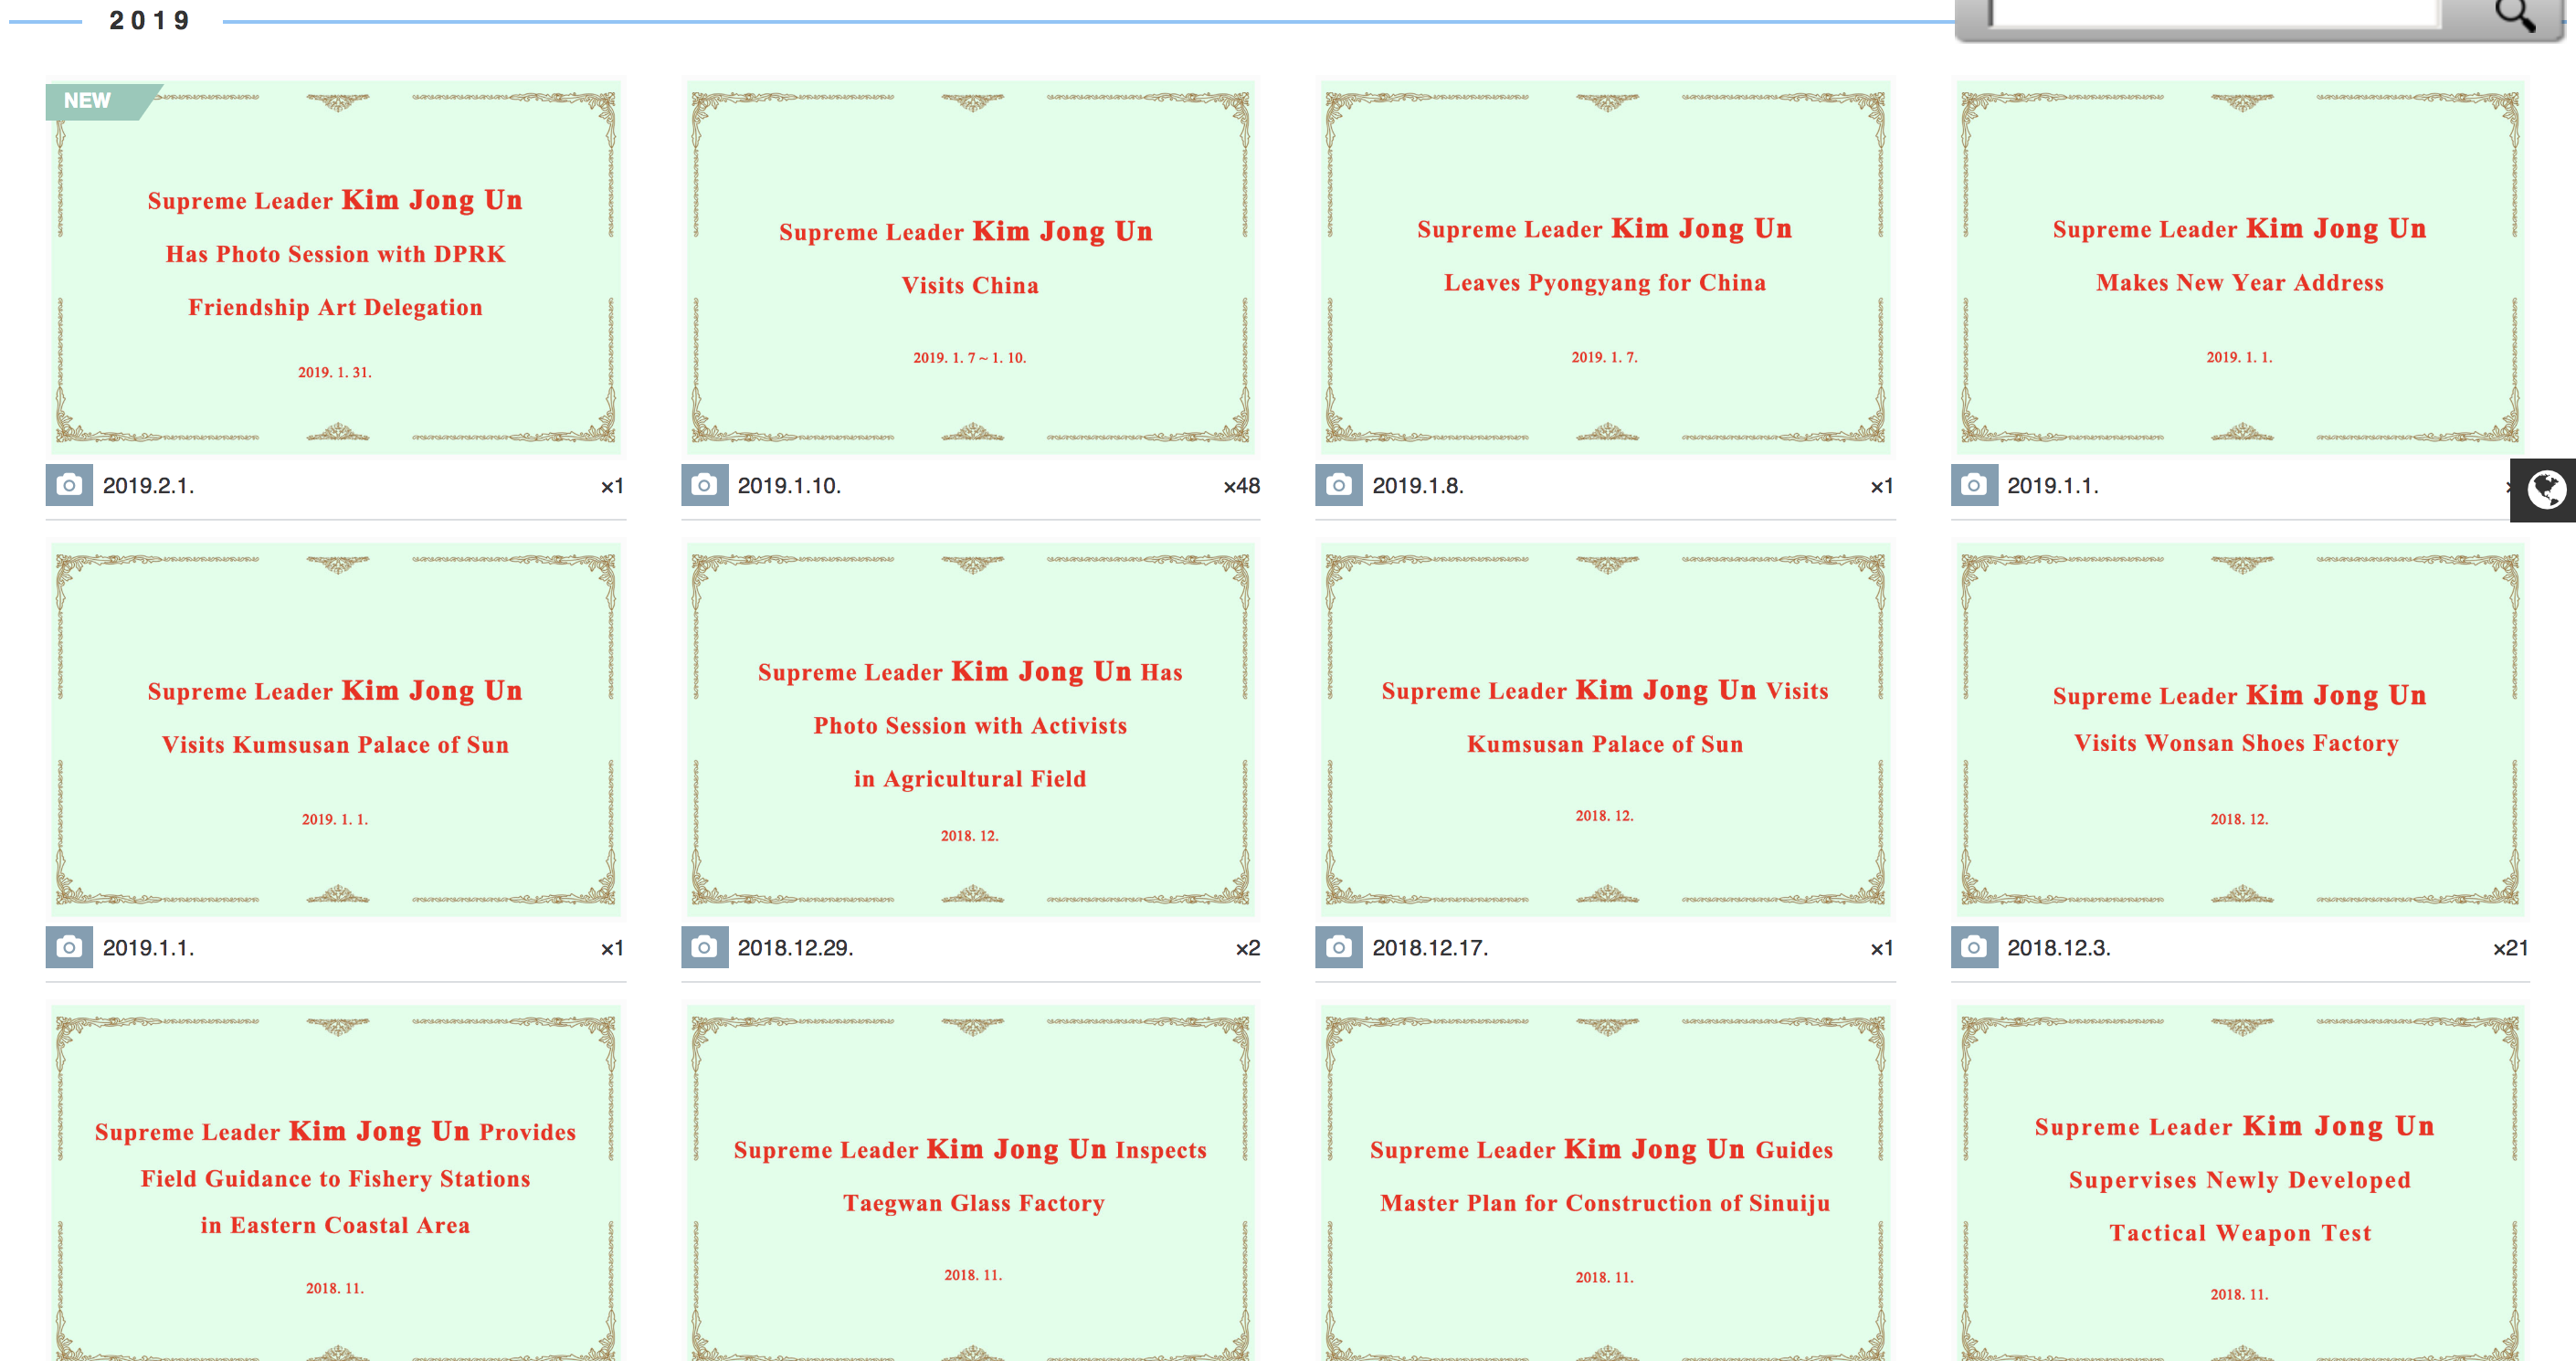 2019
NEW
Supreme Leader Kim Jong Un
Has Photo Session with DPRK
Friendship Art Delegation
2019. 1. 31.
2019.2.1.
×1
Supreme Leader Kim Jong Un
Visits China
2019. 1. 7 ~ 1. 10.
2019.1.10.
×48
Supreme Leader Kim Jong Un
Leaves Pyongyang for China
2019. 1. 7.
2019.1.8.
×1
Supreme Leader Kim Jong Un
Makes New Year Address
2019. 1. 1.
2019.1.1.
Supreme Leader Kim Jong Un
Visits Kumsusan Palace of Sun
2019. 1. 1.
2019.1.1.
×1
Supreme Leader Kim Jong Un Has
Photo Session with Activists
in Agricultural Field
2018. 12.
2018.12.29.
×2
Supreme Leader Kim Jong Un Visits
Kumsusan Palace of Sun
2018. 12.
2018.12.17.
×1
Supreme Leader Kim Jong Un
Visits Wonsan Shoes Factory
2018. 12.
2018.12.3.
×21
Supreme Leader Kim Jong Un Provides
Field Guidance to Fishery Stations
in Eastern Coastal Area
2018. 11.
Supreme Leader Kim Jong Un Inspects
Taegwan Glass Factory
2018. 11.
Supreme Leader Kim Jong Un Guides
Master Plan for Construction of Sinuiju
2018. 11.
Supreme Leader Kim Jong Un
Supervises Newly Developed
Tactical Weapon Test
2018. 11.